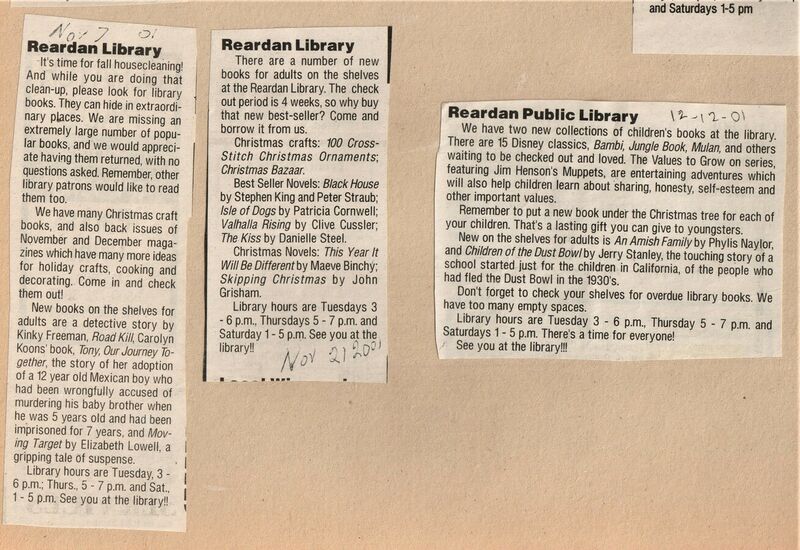 Nov 7 01
Reardan Library
It's time for fall housecleaning!
And while you are doing that
clean-up, please look for library
books. They can hide in extraordi-
nary places. We are missing an
extremely large number of popu-
lar books, and we would appreci-
ate having them returned, with no
questions asked. Remember, other
library patrons would like to read
them too.
We have many Christmas craft
books, and also back issues of
November and December maga-
zines which have many more ideas
for holiday crafts, cooking and
decorating. Come in and check
them out!
New books on the shelves for
adults are a detective story by
Kinky Freeman, Road Kill, Carolyn
Koons' book, Tony, Our Journey To-
gether, the story of her adoption
of a 12 year old Mexican boy who
had been wrongfully accused of
murdering his baby brother when
he was 5 years old and had been
imprisoned for 7 years, and Mov-
ing Target by Elizabeth Lowell, a
gripping tale of suspense.
Library hours are Tuesday, 3 -
6 p.m.; Thurs., 5 - 7 p.m. and Sat.,
1 - 5 p.m. See you at the library!!
Reardan Library
There are a number of new
books for adults on the shelves
at the Reardan Library. The check
out period is 4 weeks, so why buy
that new best-seller? Come and
borrow it from us.
Christmas crafts: 100 Cross-
Stitch Christmas Ornaments;
Christmas Bazaar.
Best Seller Novels: Black House
by Stephen King and Peter Straub;
Isle of Dogs by Patricia Cornwell;
Valhalla Rising by Clive Cussler;
The Kiss by Danielle Steel.
Christmas Novels: This Year It
Will Be Different by Maeve Binchy;
Skipping Christmas by John
Grisham.
Library hours are Tuesdays 3
- 6 p.m., Thursdays 5 - 7 p.m. and
Saturday 1 - 5 p.m. See you at the
library!!
Nov 21 2001
and Saturdays 1-5 pm
Reardan Public Library 12-12-01
We have two new collections of children's books at the library.
There are 15 Disney classics, Bambi, Jungle Book, Mulan, and others
waiting to be checked out and loved. The Values to Grow on series,
featuring Jim Henson's Muppets, are entertaining adventures which
will also help children learn about sharing, honesty, self-esteem and
other important values.
Remember to put a new book under the Christmas tree for each of
your children. That's a lasting gift you can give to youngsters.
New on the shelves for adults is An Amish Family by Phylis Naylor,
and Children of the Dust Bowl by Jerry Stanley, the touching story of a
school started just for the children in California, of the people who
had fled the Dust Bowl in the 1930's.
Don't forget to check your shelves for overdue library books. We
have too many empty spaces.
Library hours are Tuesday 3 - 6 p.m., Thursday 5 - 7 p.m. and
Saturdays 1 - 5 p.m. There's a time for everyone!
See you at the library!!!